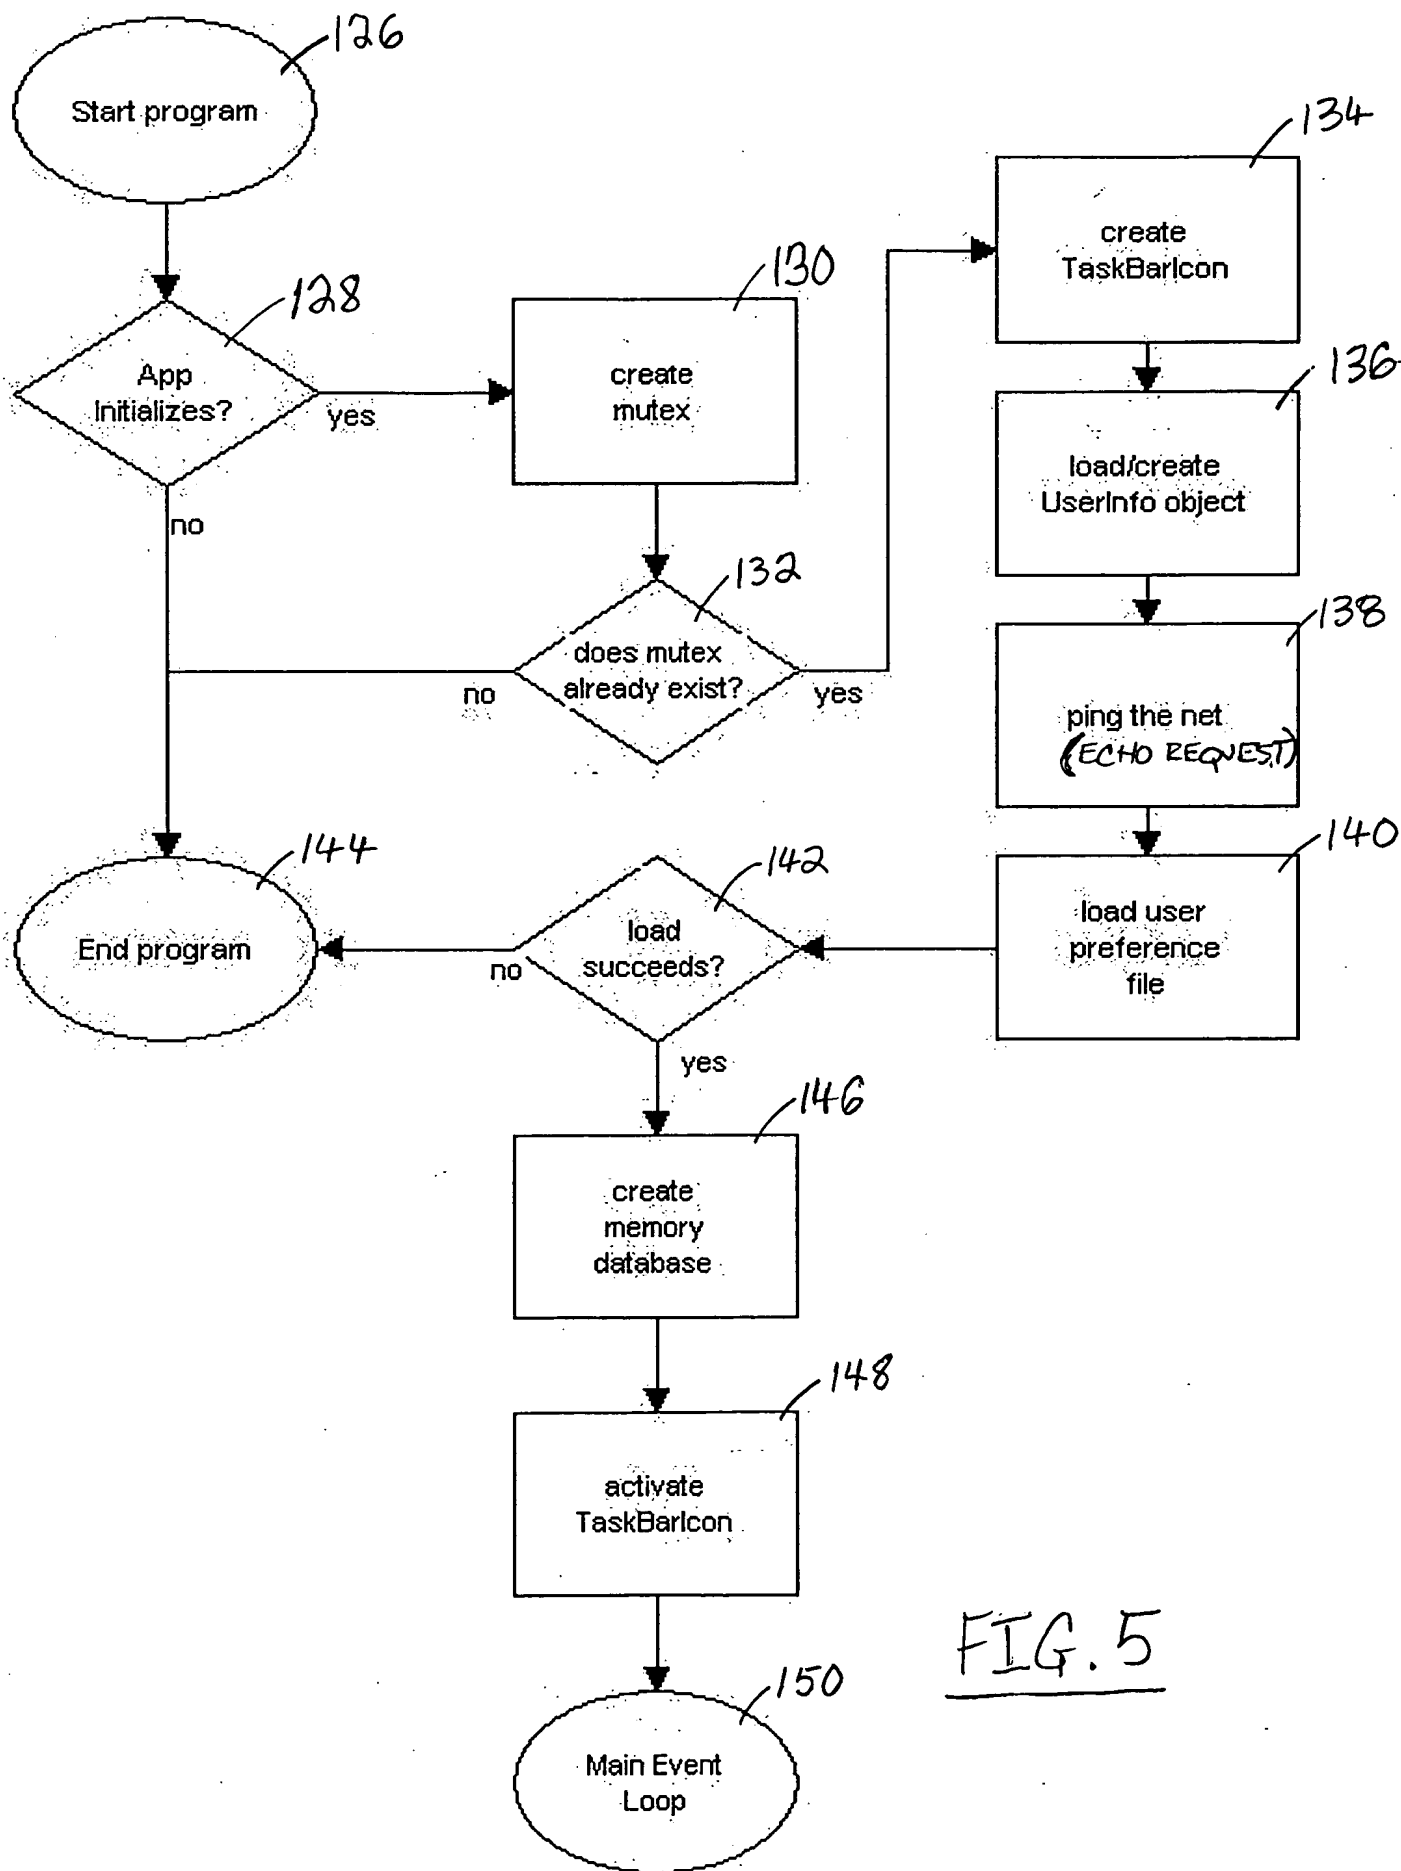 126
Start program
128
App
Initializes?
yes
no
130
create
mutex
132
does mutex
already exist?
no
yes
134
create
TaskBarIcon
136
load/create
UserInfo object
138
ping the net
(ECHO REQUEST)
140
load user
preference
file
142
load
succeeds?
no
yes
144
End program
146
create
memory
database
148
activate
TaskBarIcon
150
Main Event
Loop
FIG. 5